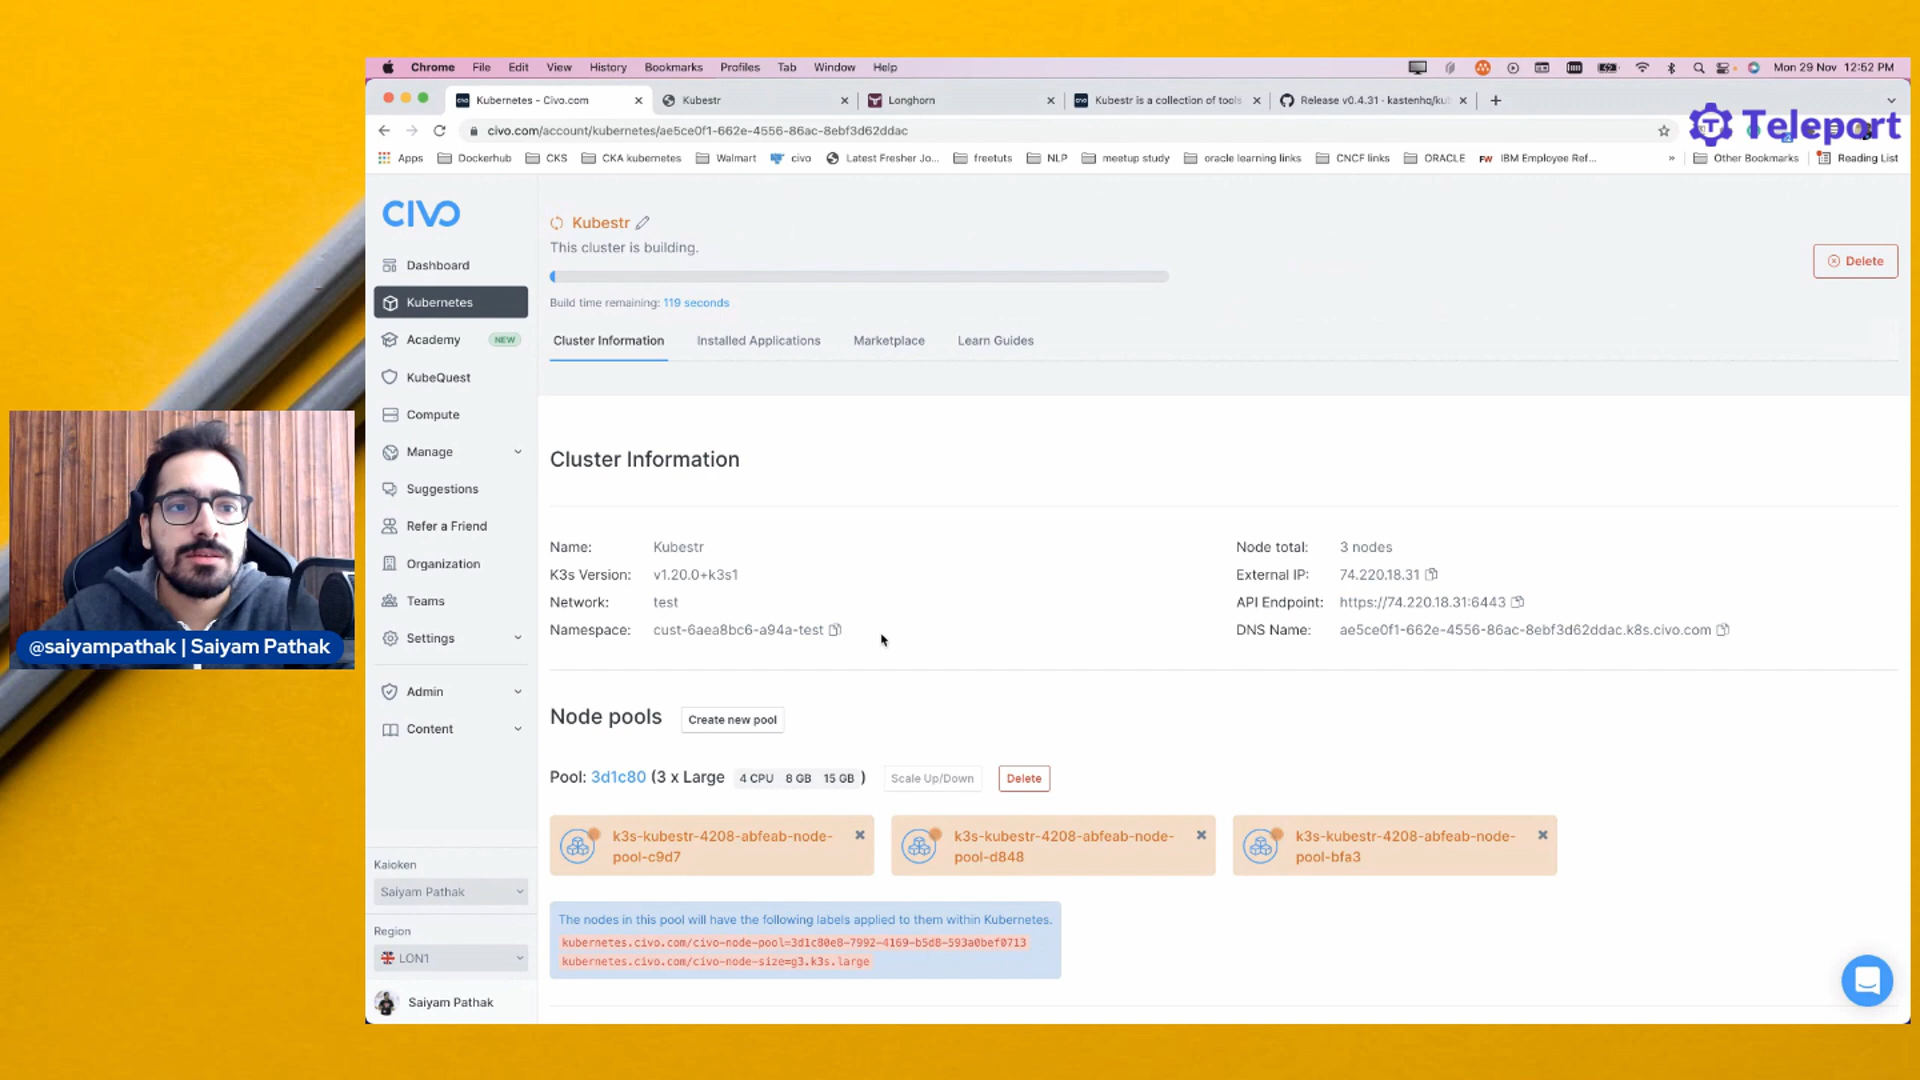 Chrome File Edit View History Bookmarks Profiles Tab Window Help
Mon 29 Nov 12:52 PM
Kubernetes - Civo.com
Kubestr
Longhorn
Kubestr is a collection of tools
Release v0.4.31 · kastenhq/ku
civo.com/account/kubernetes/ae5ce0f1-662e-4556-86ac-8ebf3d62ddac
Teleport
Apps Dockerhub CKS CKA kubernetes Walmart civo Latest Fresher Jo... freetuts NLP meetup study oracle learning links CNCF links ORACLE FW IBM Employee Ref... » Other Bookmarks Reading List
CIVO
Dashboard
Kubernetes
Academy NEW
KubeQuest
Compute
Manage
Suggestions
Refer a Friend
Organization
Teams
Settings
Admin
Content
Kaioken
Saiyam Pathak
Region
LON1
Saiyam Pathak
Kubestr
This cluster is building.
Delete
Build time remaining: 119 seconds
Cluster Information Installed Applications Marketplace Learn Guides
Cluster Information
Name: Kubestr
K3s Version: v1.20.0+k3s1
Network: test
Namespace: cust-6aea8bc6-a94a-test
Node total: 3 nodes
External IP: 74.220.18.31
API Endpoint: https://74.220.18.31:6443
DNS Name: ae5ce0f1-662e-4556-86ac-8ebf3d62ddac.k8s.civo.com
Node pools Create new pool
Pool: 3d1c80 (3 x Large 4 CPU 8 GB 15 GB ) Scale Up/Down Delete
k3s-kubestr-4208-abfeab-node-
pool-c9d7
k3s-kubestr-4208-abfeab-node-
pool-d848
k3s-kubestr-4208-abfeab-node-
pool-bfa3
The nodes in this pool will have the following labels applied to them within Kubernetes.
kubernetes.civo.com/civo-node-pool=3d1c80e8-7992-4169-b5d8-593a0bef0713
kubernetes.civo.com/civo-node-size=g3.k3s.large
@saiyampathak | Saiyam Pathak